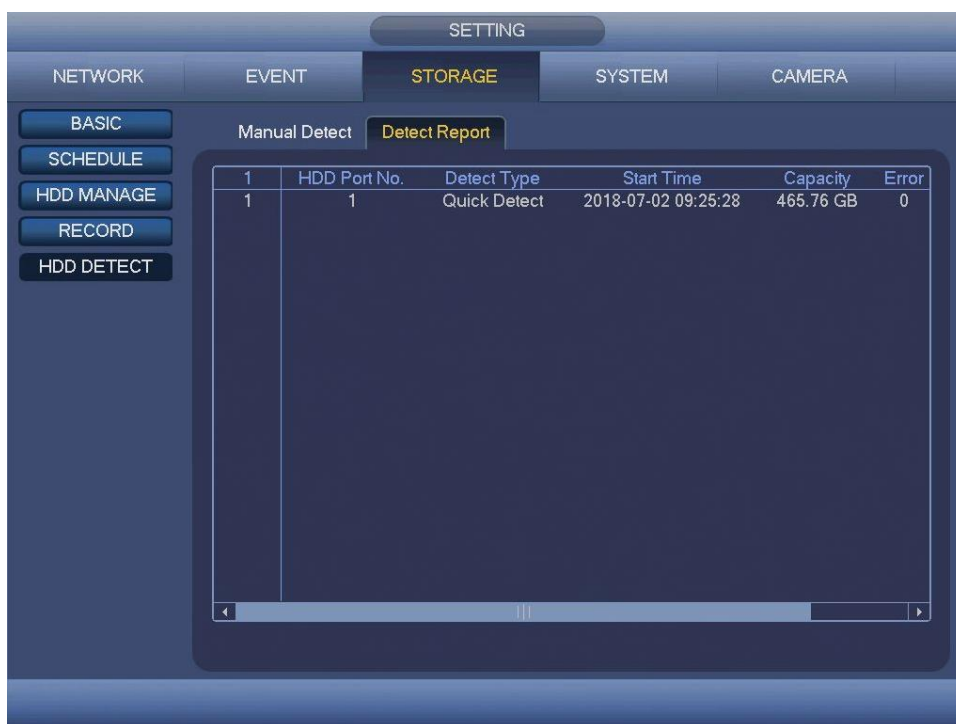 SETTING
NETWORK EVENT STORAGE SYSTEM CAMERA
BASIC
SCHEDULE
HDD MANAGE
RECORD
HDD DETECT
Manual Detect Detect Report
1 HDD Port No. Detect Type Start Time Capacity Error
1 1 Quick Detect 2018-07-02 09:25:28 465.76 GB 0